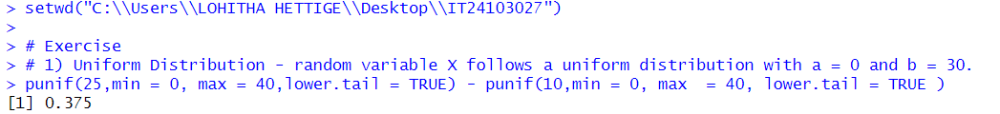 > setwd("C:\\Users\\LOHITHA HETTIGE\\Desktop\\IT24103027")
>
> # Exercise
> # 1) Uniform Distribution - random variable X follows a uniform distribution with a = 0 and b = 30.
> punif(25,min = 0, max = 40,lower.tail = TRUE) - punif(10,min = 0, max  = 40, lower.tail = TRUE )
[1] 0.375